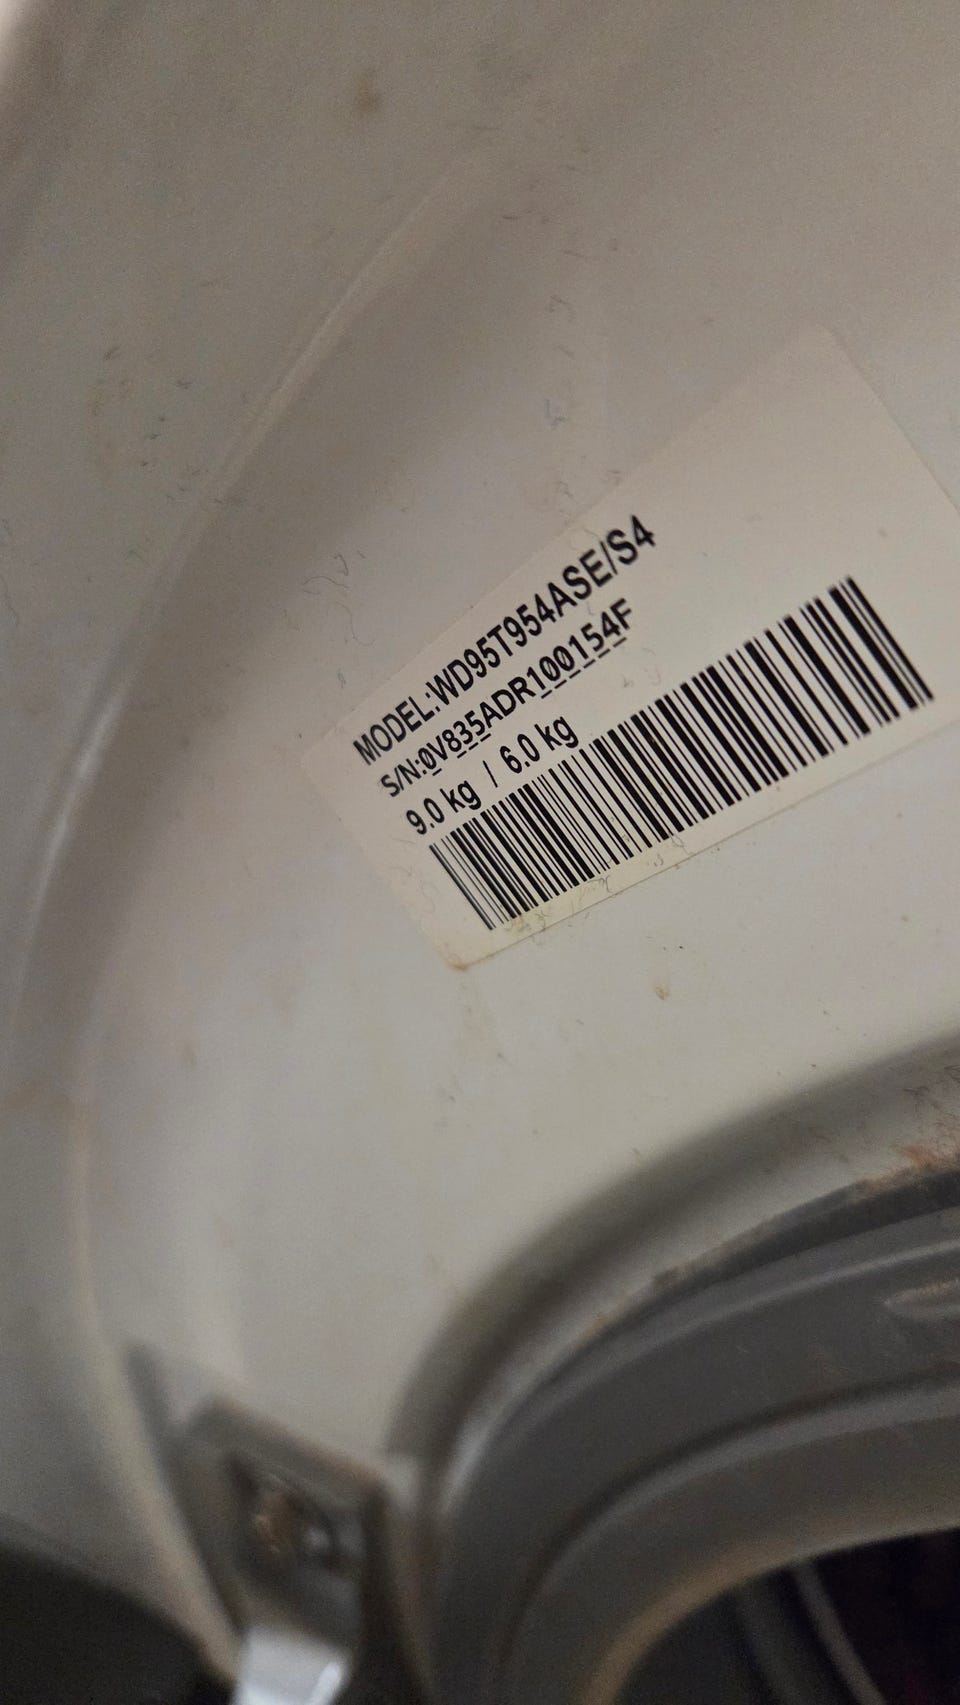 MODEL:WD95T954ASE/S4
S/N:0V835ADR100154F
9.0 kg / 6.0 kg